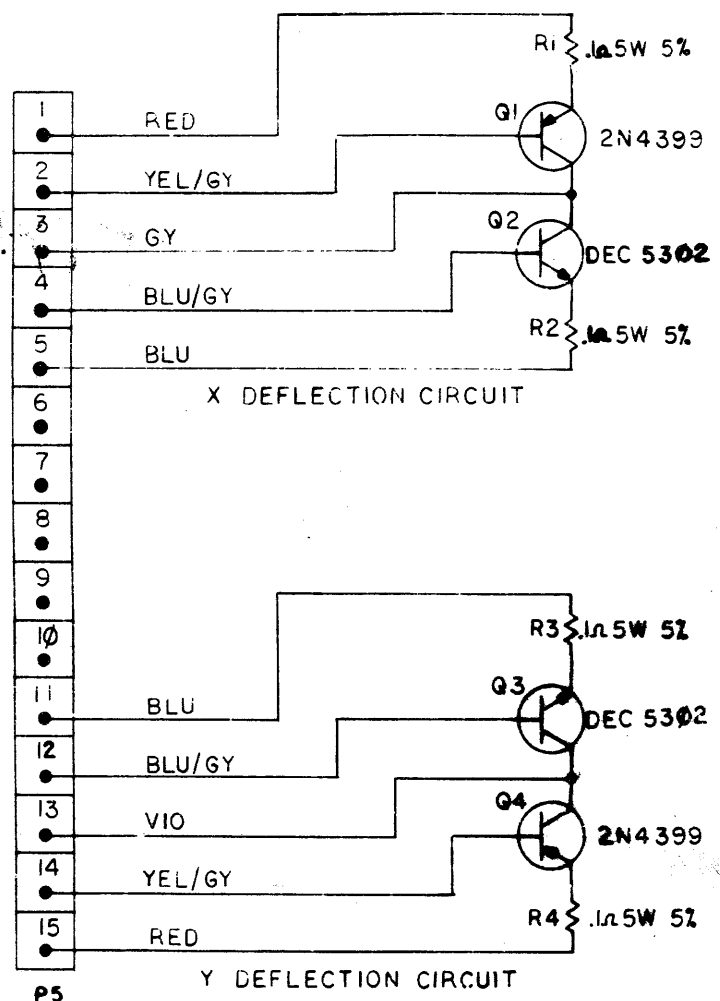 R1 .1Ω 5W 5%
1 RED
Q1 2N4399
2 YEL/GY
3 GY
Q2 DEC 53Ø2
4 BLU/GY
R2 .1Ω 5W 5%
5 BLU
X DEFLECTION CIRCUIT
6
7
8
9
1Ø
R3 .1Ω 5W 5%
11 BLU
Q3 DEC 53Ø2
12 BLU/GY
13 VIO
Q4 2N4399
14 YEL/GY
R4 .1Ω 5W 5%
15 RED
Y DEFLECTION CIRCUIT
P5